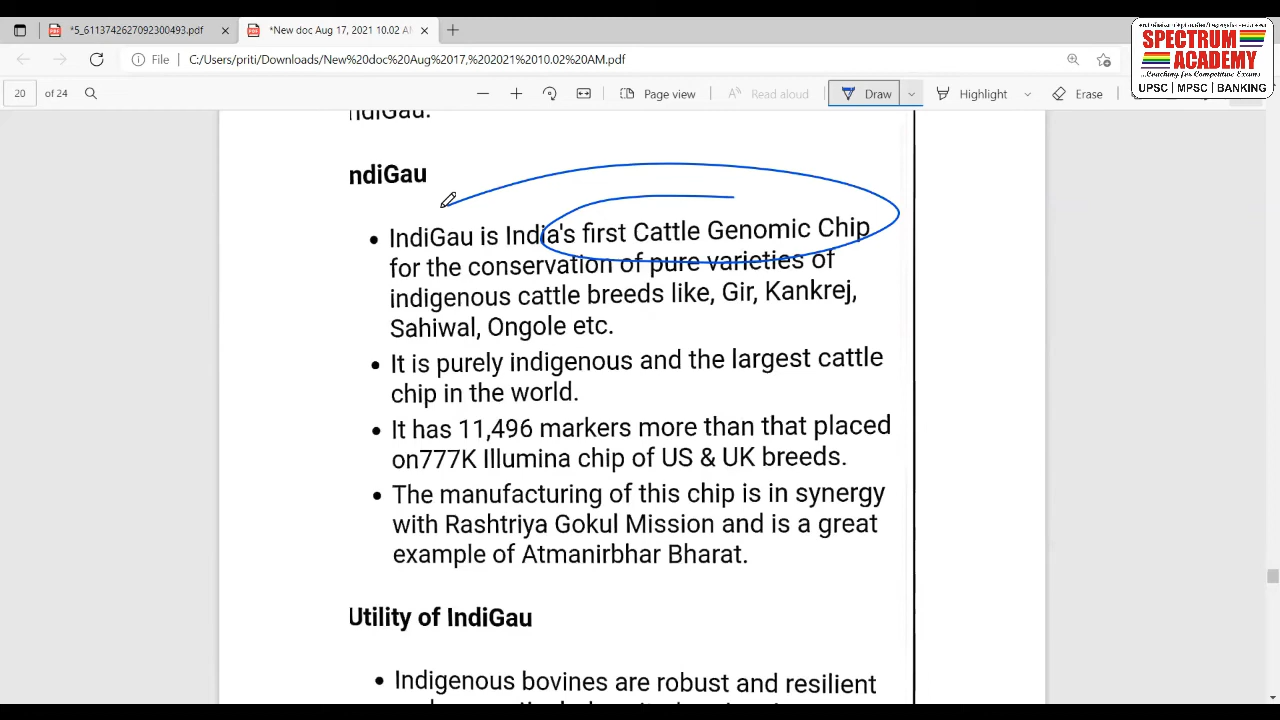 *5_6113742627092300493.pdf
*New doc Aug 17, 2021 10.02 AM
File
C:/Users/priti/Downloads/New%20doc%20Aug%2017,%202021%2010.02%20AM.pdf
SPECTRUM
ACADEMY
...Coaching for Competitive Exams
UPSC | MPSC | BANKING
20 of 24
Page view
Read aloud
Draw
Highlight
Erase
ndiGau.
ndiGau
IndiGau is India's first Cattle Genomic Chip
for the conservation of pure varieties of
indigenous cattle breeds like, Gir, Kankrej,
Sahiwal, Ongole etc.
It is purely indigenous and the largest cattle
chip in the world.
It has 11,496 markers more than that placed
on777K Illumina chip of US & UK breeds.
The manufacturing of this chip is in synergy
with Rashtriya Gokul Mission and is a great
example of Atmanirbhar Bharat.
Utility of IndiGau
Indigenous bovines are robust and resilient